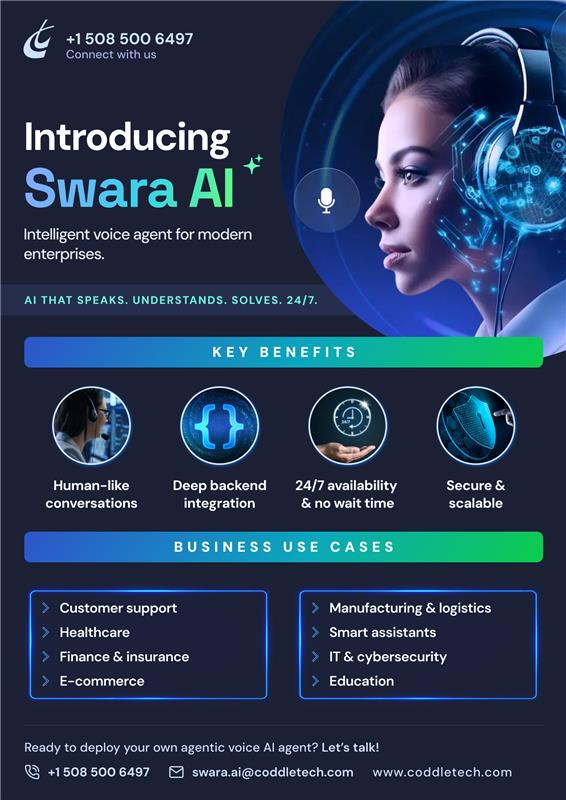 +1 508 500 6497
Connect with us
Introducing
Swara AI
Intelligent voice agent for modern
enterprises.
AI THAT SPEAKS. UNDERSTANDS. SOLVES. 24/7.
KEY BENEFITS
Human-like
conversations
Deep backend
integration
24/7
24/7 availability
& no wait time
Secure &
scalable
BUSINESS USE CASES
Customer support
Healthcare
Finance & insurance
E-commerce
Manufacturing & logistics
Smart assistants
IT & cybersecurity
Education
Ready to deploy your own agentic voice AI agent? Let's talk!
+1 508 500 6497
swara.ai@coddletech.com
www.coddletech.com